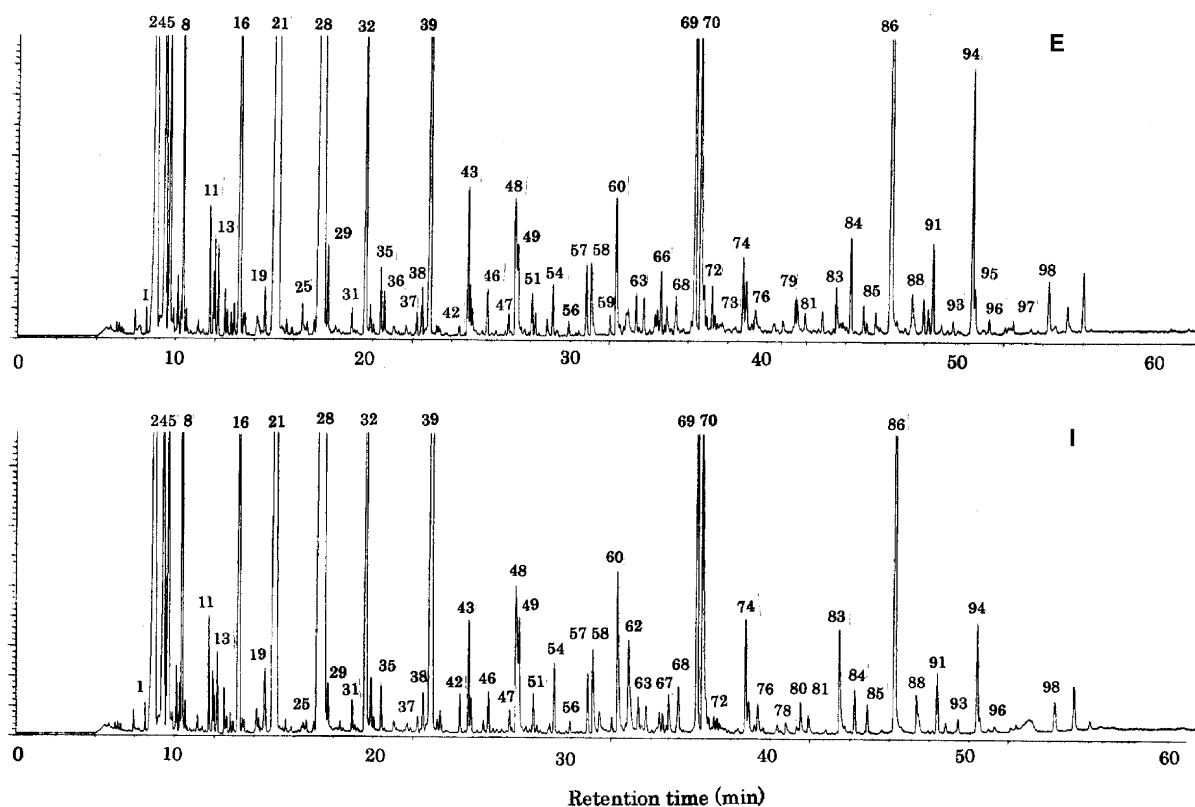 2 4 5 8 16 21 28 32 39 69 70 86 94 E
11 13 1 19 25 29 31 35 36 37 38 42 43 46 47 48 49 51 54 56 57 58 59 60 63 66 68 72 73 74 76 79 81 83 84 85 88 91 93 95 96 97 98
0 10 20 30 40 50 60
2 4 5 8 16 21 28 32 39 69 70 86 I
1 11 13 19 25 29 31 35 37 38 42 43 46 47 48 49 51 54 56 57 58 60 62 63 67 68 72 74 76 78 80 81 83 84 85 88 91 93 94 96 98
0 10 20 30 40 50 60
Retention time (min)